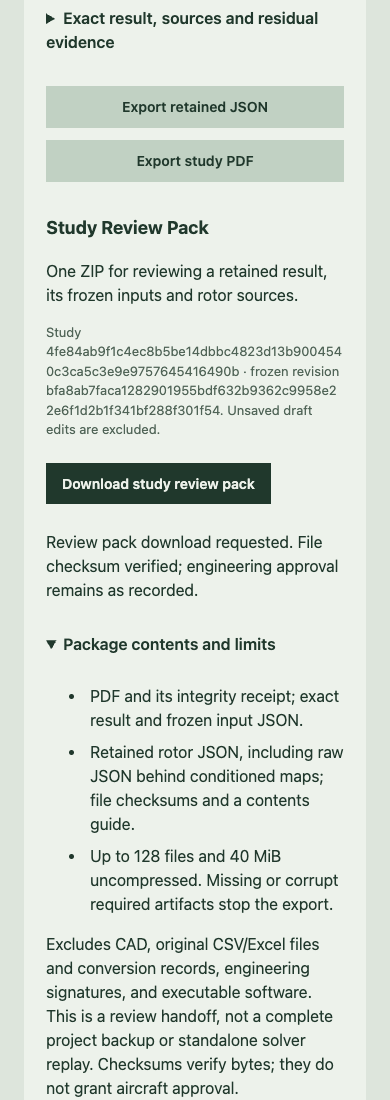 ▶ Exact result, sources and residual
evidence
Export retained JSON
Export study PDF
Study Review Pack
One ZIP for reviewing a retained result,
its frozen inputs and rotor sources.
Study
4fe84ab9f1c4ec8b5be14dbbc4823d13b900454
0c3ca5c3e9e9757645416490b · frozen revision
bfa8ab7faca1282901955bdf632b9362c9958e2
2e6f1d2b1f341bf288f301f54. Unsaved draft
edits are excluded.
Download study review pack
Review pack download requested. File
checksum verified; engineering approval
remains as recorded.
▼ Package contents and limits
• PDF and its integrity receipt; exact
result and frozen input JSON.
• Retained rotor JSON, including raw
JSON behind conditioned maps;
file checksums and a contents
guide.
• Up to 128 files and 40 MiB
uncompressed. Missing or corrupt
required artifacts stop the export.
Excludes CAD, original CSV/Excel files
and conversion records, engineering
signatures, and executable software.
This is a review handoff, not a complete
project backup or standalone solver
replay. Checksums verify bytes; they do
not grant aircraft approval.